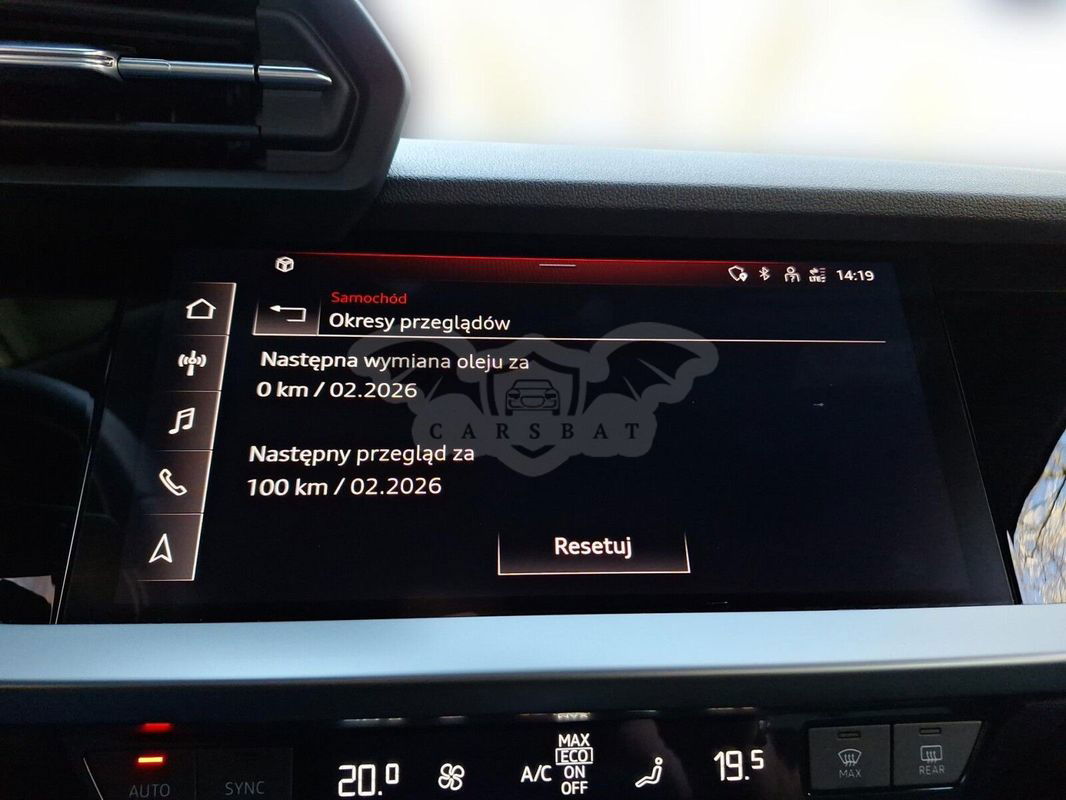 14:19
Samochód
Okresy przeglądów
Następna wymiana oleju za
0 km / 02.2026
CARSBAT
Następny przegląd za
100 km / 02.2026
Resetuj
AUTO
SYNC
20.0
A/C
MAX
ECO
ON
OFF
19.5
MAX
REAR